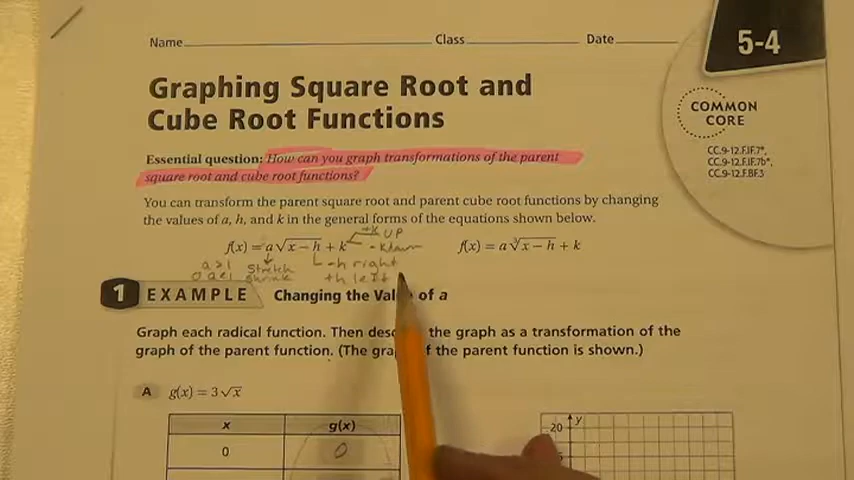 Name Class Date
5-4
Graphing Square Root and
Cube Root Functions
COMMON
CORE
CC.9-12.F.IF.7*,
CC.9-12.F.IF.7b*,
CC.9-12.F.BF.3
Essential question: How can you graph transformations of the parent
square root and cube root functions?
You can transform the parent square root and parent cube root functions by changing
the values of a, h, and k in the general forms of the equations shown below.
+k UP
f(x) = a√x − h + k -k down f(x) = a∛x − h + k
a>1 Stretch -h right
shrink +h left
1 EXAMPLE Changing the Value of a
Graph each radical function. Then the graph as a transformation of the
graph of the parent function. (The of the parent function is shown.)
A g(x) = 3√x
x g(x)
0 0
20 y